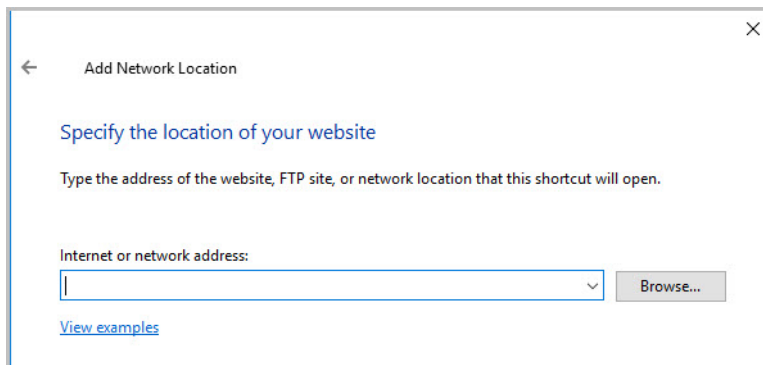 Add Network Location
Specify the location of your website
Type the address of the website, FTP site, or network location that this shortcut will open.
Internet or network address:
Browse...
View examples